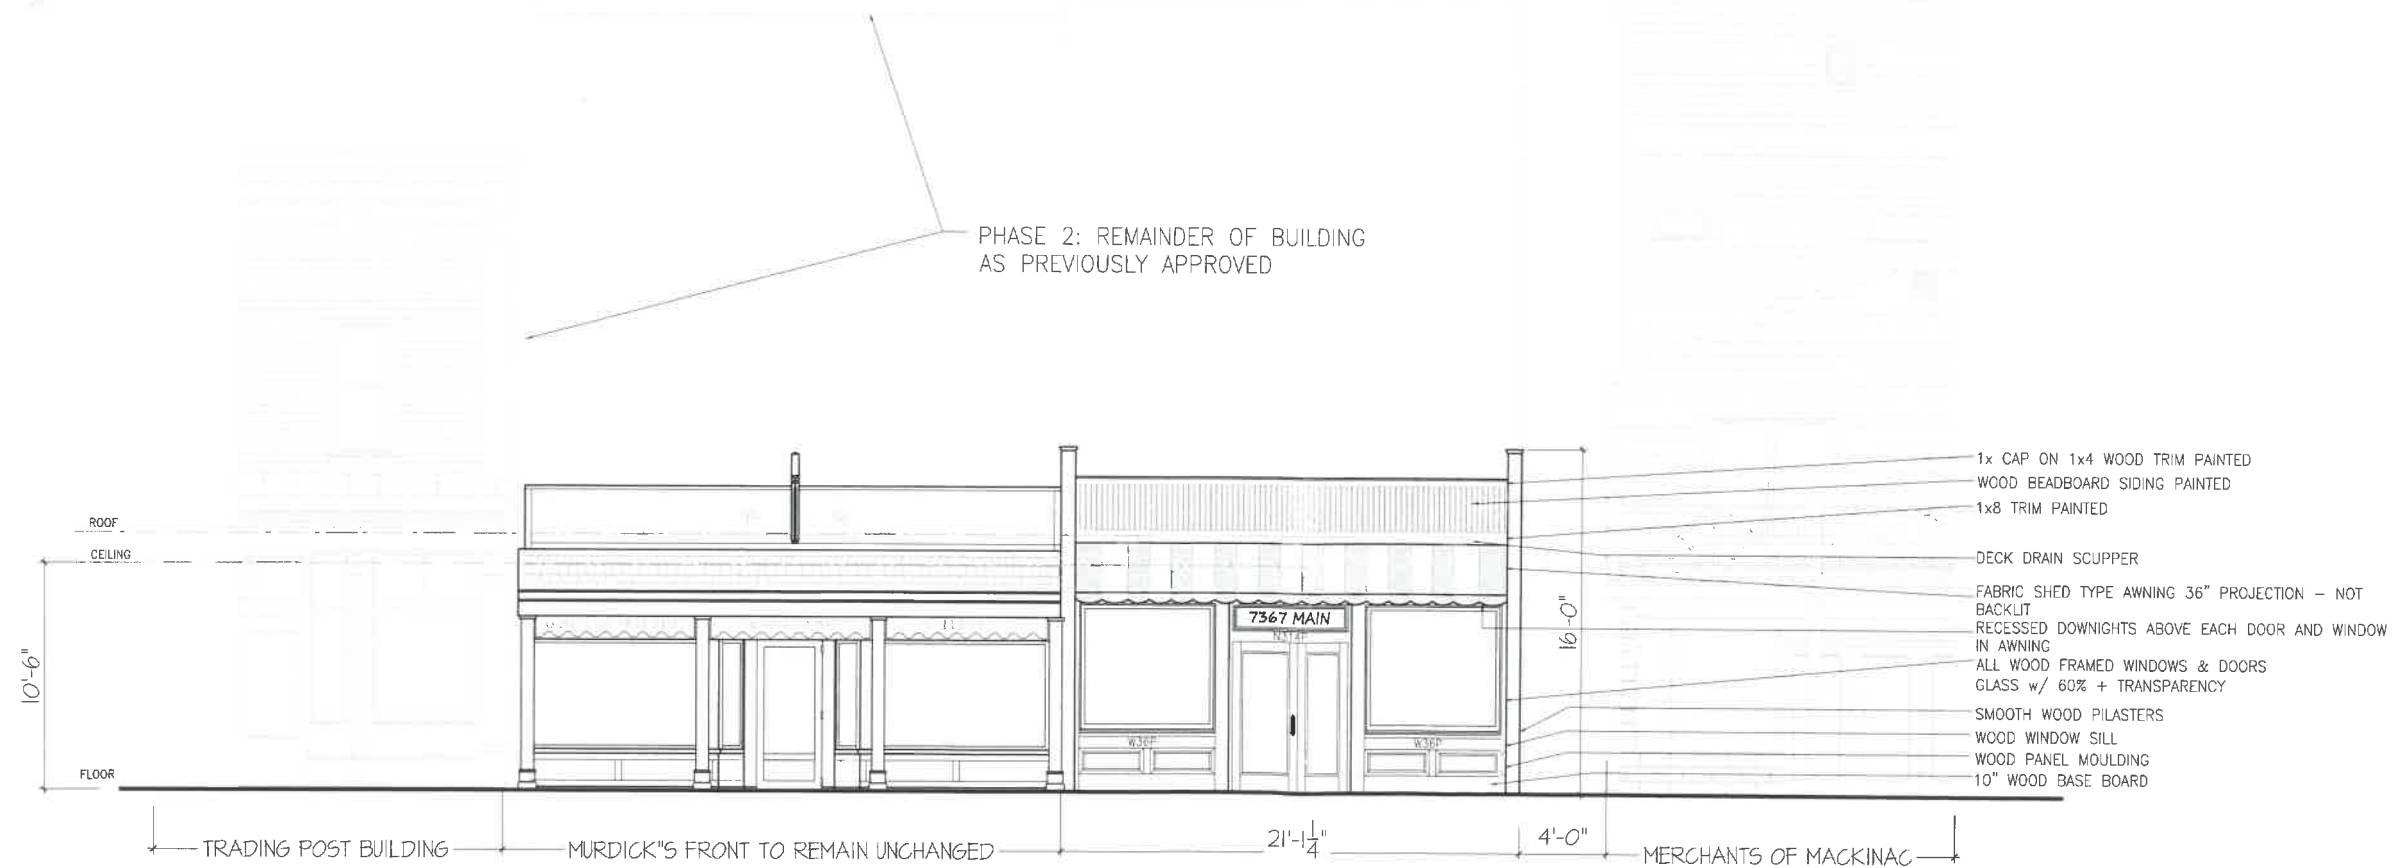 PHASE 2: REMAINDER OF BUILDING
AS PREVIOUSLY APPROVED
1x CAP ON 1x4 WOOD TRIM PAINTED
WOOD BEADBOARD SIDING PAINTED
1x8 TRIM PAINTED
ROOF
CEILING
DECK DRAIN SCUPPER
FABRIC SHED TYPE AWNING 36" PROJECTION – NOT
BACKLIT
RECESSED DOWNIGHTS ABOVE EACH DOOR AND WINDOW
IN AWNING
ALL WOOD FRAMED WINDOWS & DOORS
GLASS w/ 60% + TRANSPARENCY
7367 MAIN
16'-0"
10'-6"
SMOOTH WOOD PILASTERS
WOOD WINDOW SILL
W36P
W36P
WOOD PANEL MOULDING
10" WOOD BASE BOARD
FLOOR
TRADING POST BUILDING
MURDICK"S FRONT TO REMAIN UNCHANGED
21'-1 1/4"
4'-0"
MERCHANTS OF MACKINAC